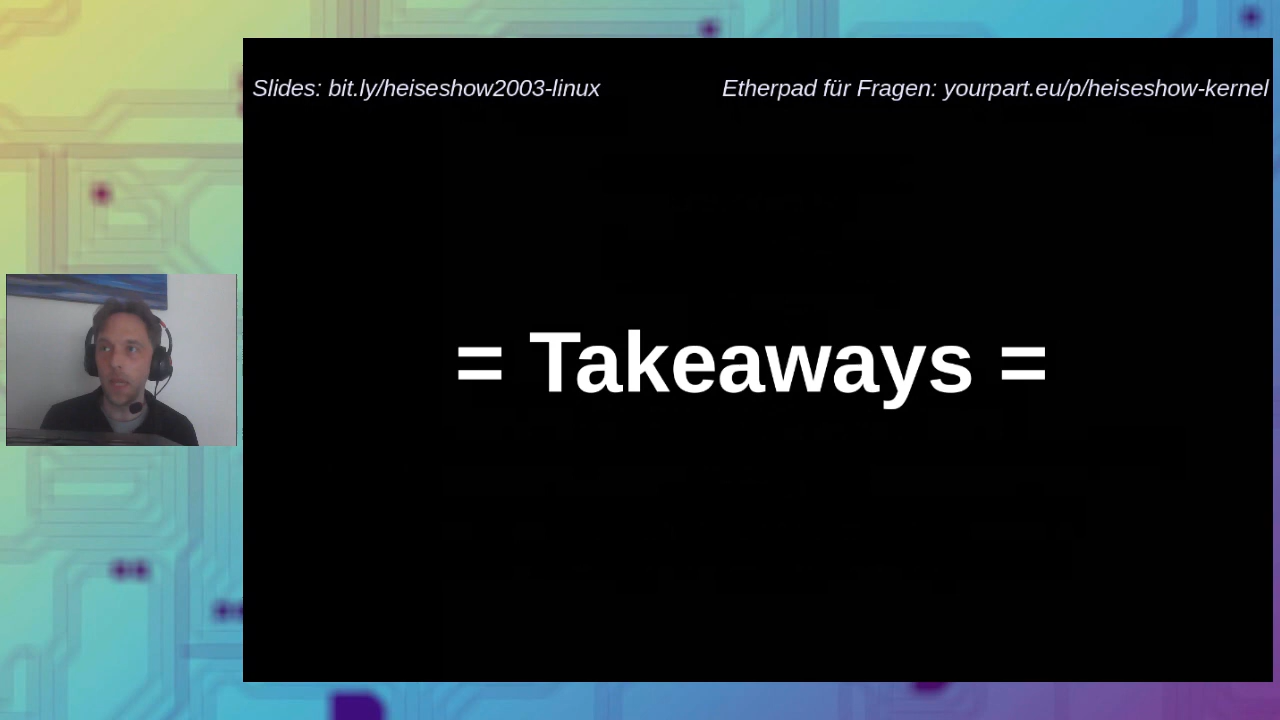 Slides: bit.ly/heiseshow2003-linux
Etherpad für Fragen: yourpart.eu/p/heiseshow-kernel
= Takeaways =